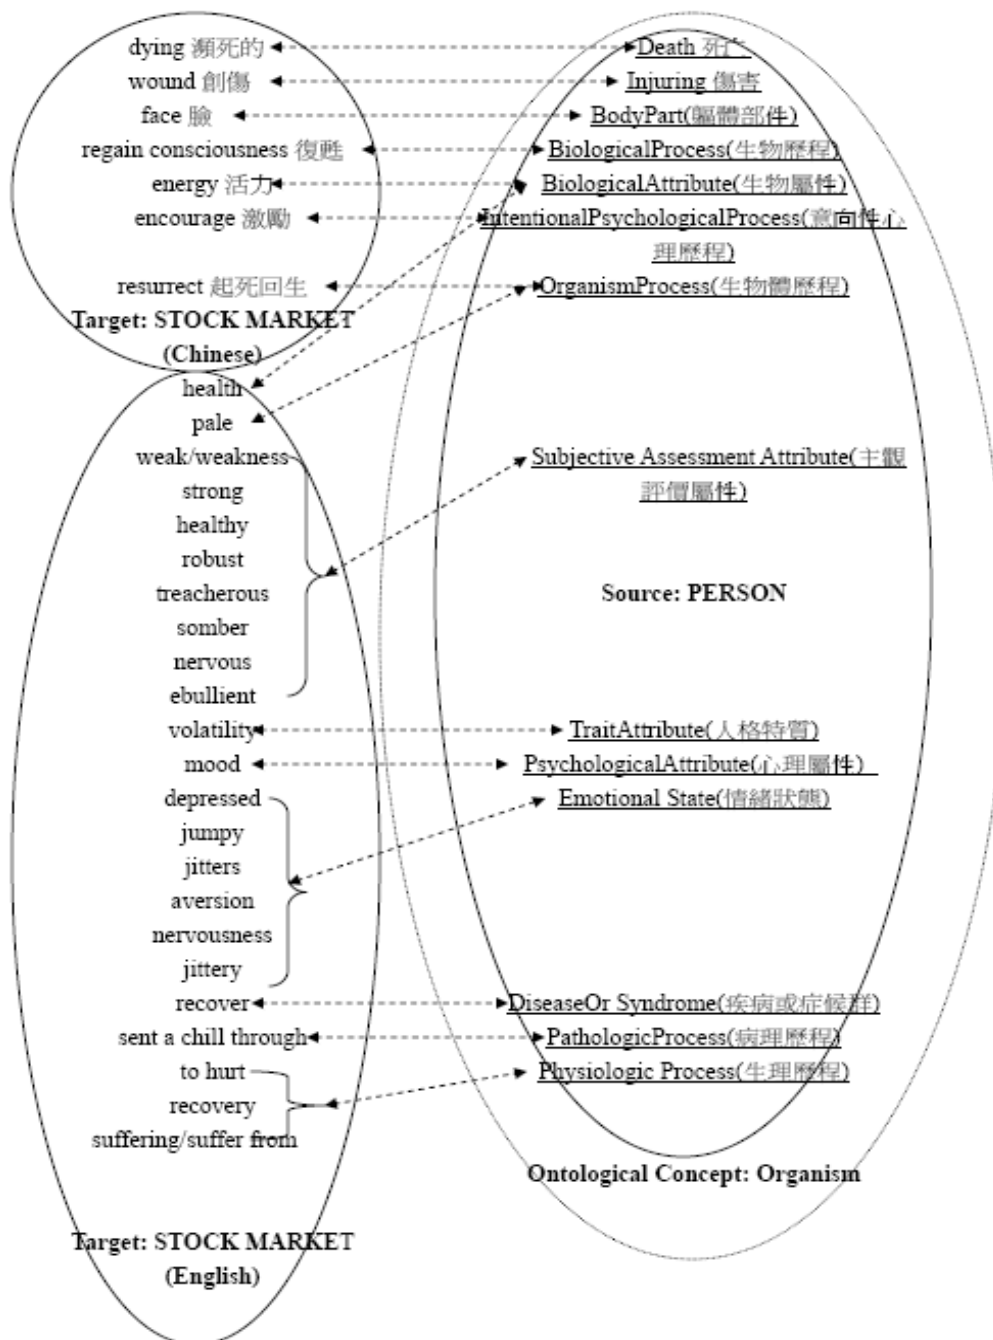 dying 瀕死的 Death 死亡
wound 創傷 Injuring 傷害
face 臉 BodyPart(軀體部件)
regain consciousness 復甦 BiologicalProcess(生物歷程)
energy 活力 BiologicalAttribute(生物屬性)
encourage 激勵 IntentionalPsychologicalProcess(意向性心
理歷程)
resurrect 起死回生 OrganismProcess(生物體歷程)
Target: STOCK MARKET
(Chinese)
health
pale
weak/weakness Subjective Assessment Attribute(主觀
strong 評價屬性)
healthy
robust
treacherous Source: PERSON
somber
nervous
ebullient
volatility TraitAttribute(人格特質)
mood PsychologicalAttribute(心理屬性)
depressed Emotional State(情緒狀態)
jumpy
jitters
aversion
nervousness
jittery
recover DiseaseOr Syndrome(疾病或症候群)
sent a chill through PathologicProcess(病理歷程)
to hurt Physiologic Process(生理歷程)
recovery
suffering/suffer from
Ontological Concept: Organism
Target: STOCK MARKET
(English)